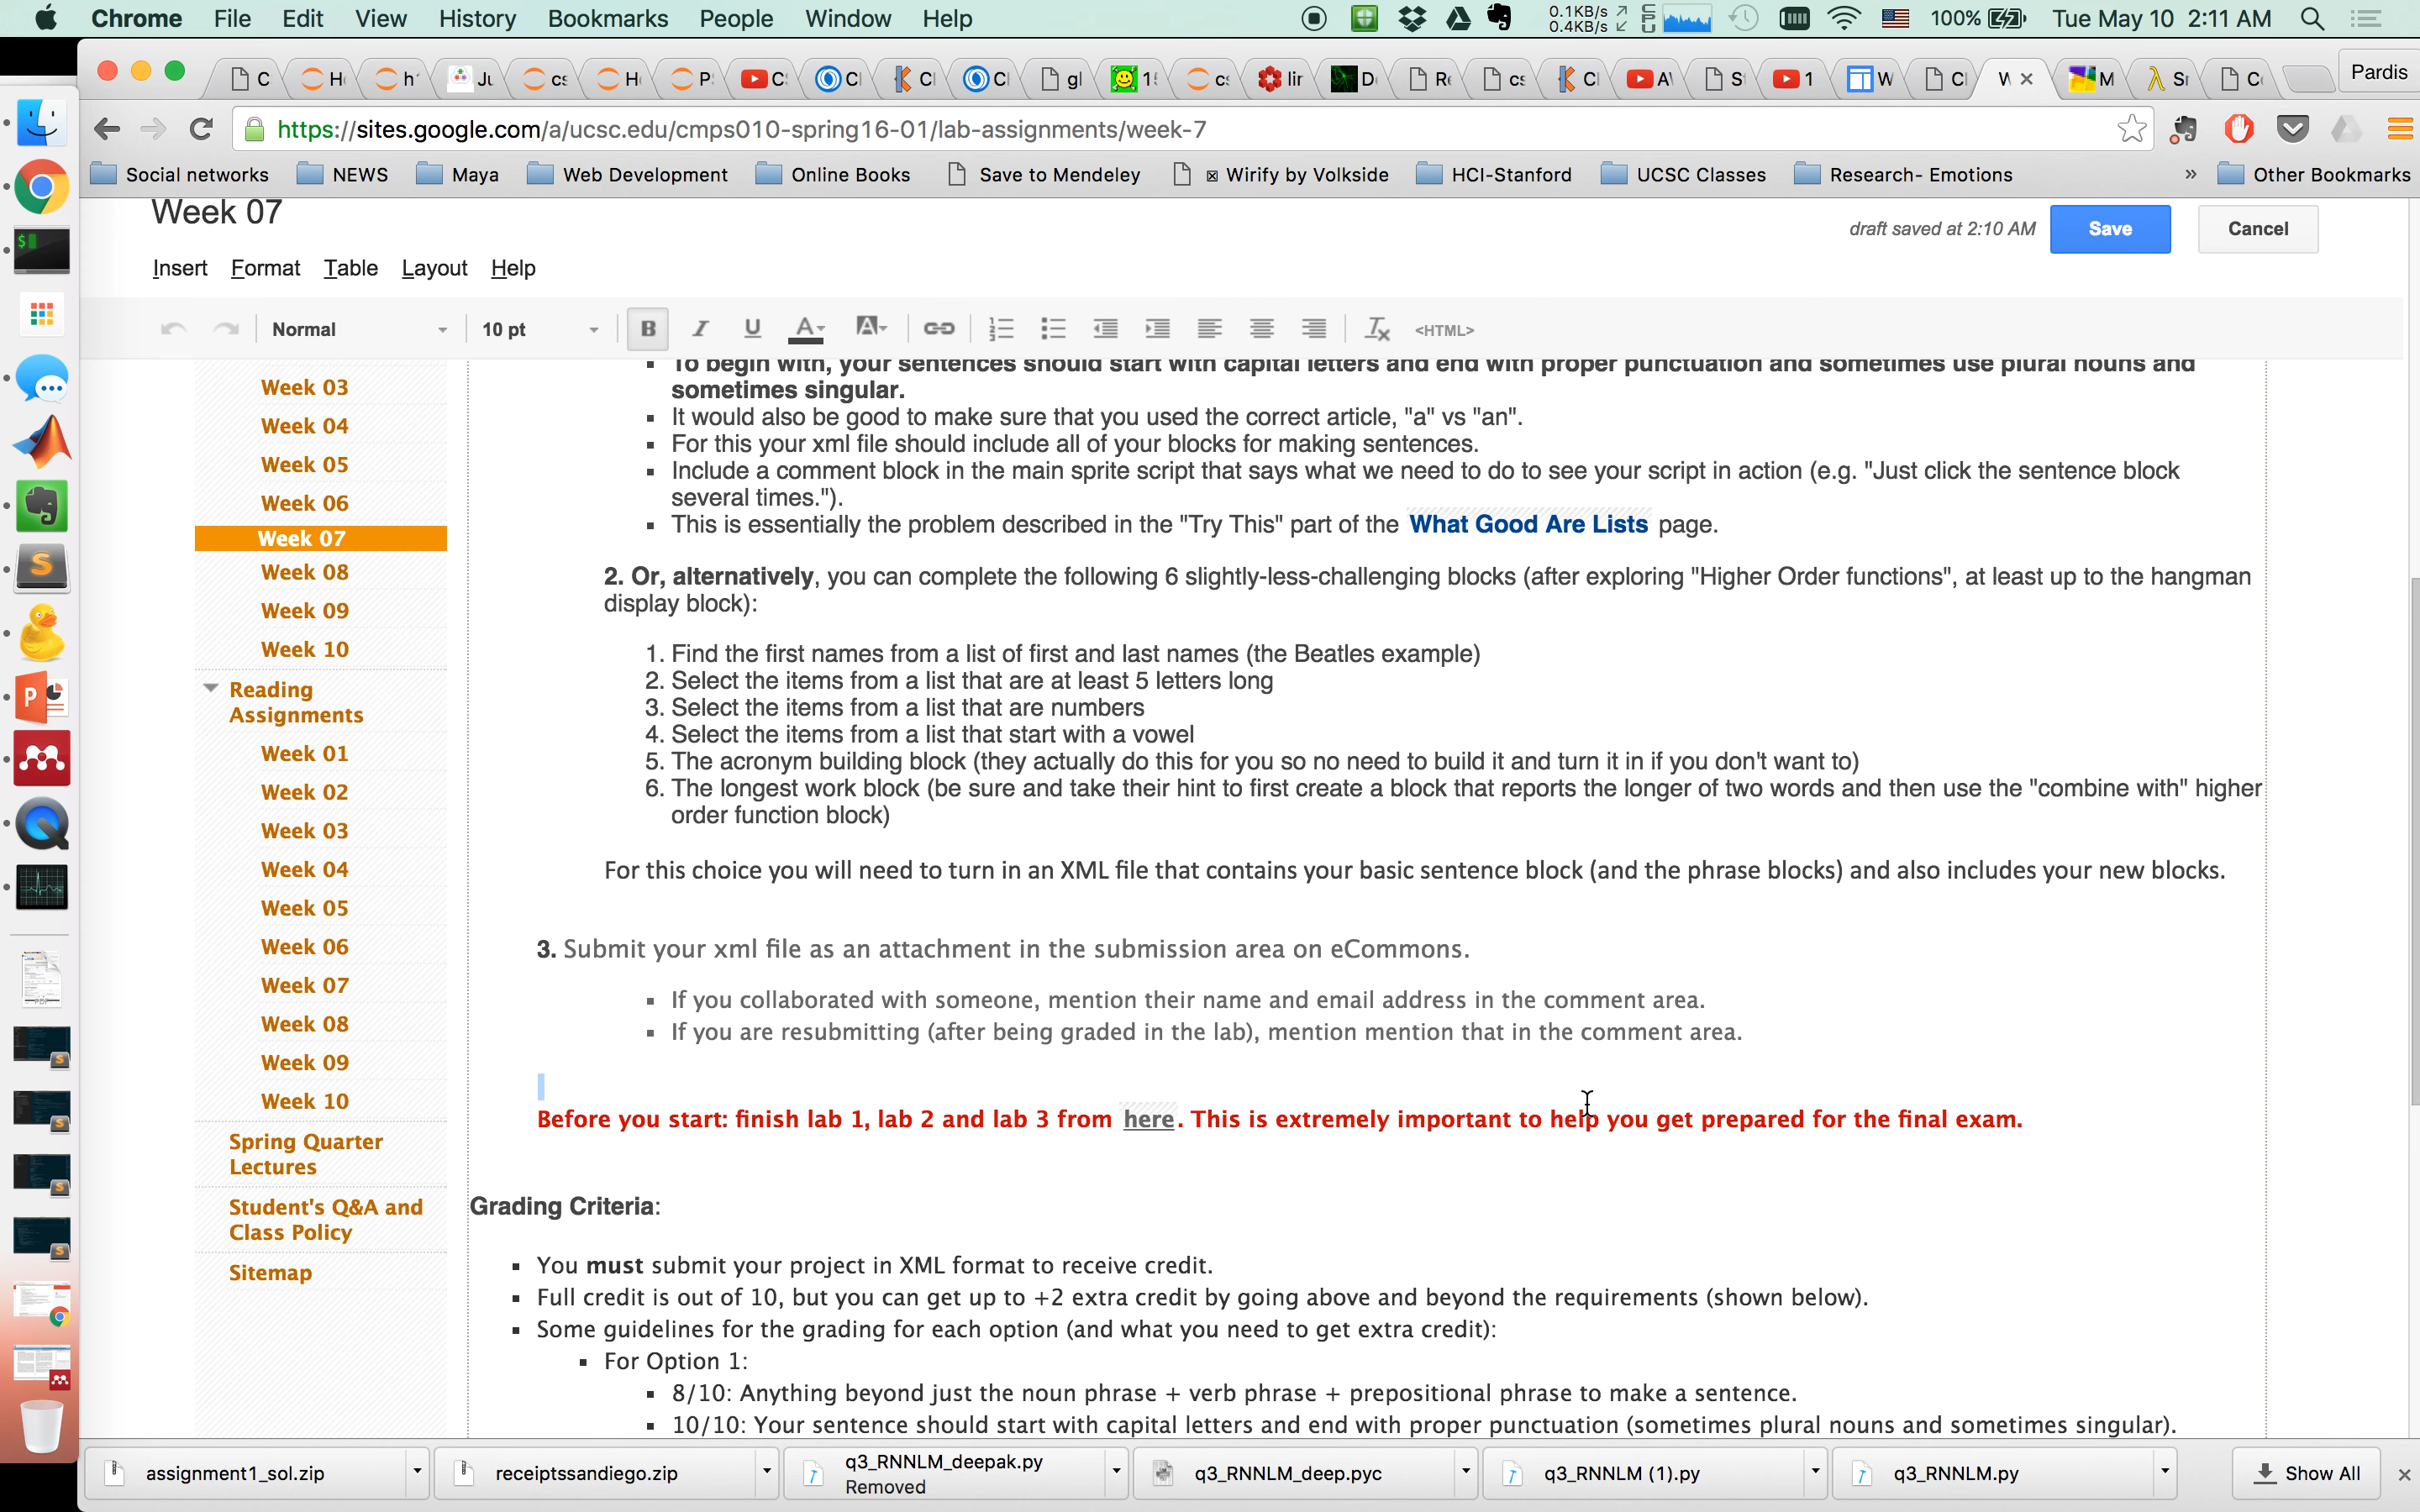 Chrome File Edit View History Bookmarks People Window Help 0.1KB/s 0.4KB/s 100% Tue May 10 2:11 AM
Pardis
https://sites.google.com/a/ucsc.edu/cmps010-spring16-01/lab-assignments/week-7
Social networks NEWS Maya Web Development Online Books Save to Mendeley Wirify by Volkside HCI-Stanford UCSC Classes Research- Emotions » Other Bookmarks
Week 07
draft saved at 2:10 AM Save Cancel
Insert Format Table Layout Help
Normal 10 pt B I U A A <HTML>
Week 03
Week 04
Week 05
Week 06
Week 07
Week 08
Week 09
Week 10
Reading
Assignments
Week 01
Week 02
Week 03
Week 04
Week 05
Week 06
Week 07
Week 08
Week 09
Week 10
Spring Quarter
Lectures
Student's Q&A and
Class Policy
Sitemap
To begin with, your sentences should start with capital letters and end with proper punctuation and sometimes use plural nouns and
sometimes singular.
It would also be good to make sure that you used the correct article, "a" vs "an".
For this your xml file should include all of your blocks for making sentences.
Include a comment block in the main sprite script that says what we need to do to see your script in action (e.g. "Just click the sentence block
several times.").
This is essentially the problem described in the "Try This" part of the What Good Are Lists page.
2. Or, alternatively, you can complete the following 6 slightly-less-challenging blocks (after exploring "Higher Order functions", at least up to the hangman
display block):
1. Find the first names from a list of first and last names (the Beatles example)
2. Select the items from a list that are at least 5 letters long
3. Select the items from a list that are numbers
4. Select the items from a list that start with a vowel
5. The acronym building block (they actually do this for you so no need to build it and turn it in if you don't want to)
6. The longest work block (be sure and take their hint to first create a block that reports the longer of two words and then use the "combine with" higher
order function block)
For this choice you will need to turn in an XML file that contains your basic sentence block (and the phrase blocks) and also includes your new blocks.
3. Submit your xml file as an attachment in the submission area on eCommons.
If you collaborated with someone, mention their name and email address in the comment area.
If you are resubmitting (after being graded in the lab), mention mention that in the comment area.
Before you start: finish lab 1, lab 2 and lab 3 from here. This is extremely important to help you get prepared for the final exam.
Grading Criteria:
You must submit your project in XML format to receive credit.
Full credit is out of 10, but you can get up to +2 extra credit by going above and beyond the requirements (shown below).
Some guidelines for the grading for each option (and what you need to get extra credit):
For Option 1:
8/10: Anything beyond just the noun phrase + verb phrase + prepositional phrase to make a sentence.
10/10: Your sentence should start with capital letters and end with proper punctuation (sometimes plural nouns and sometimes singular).
assignment1_sol.zip receiptssandiego.zip q3_RNNLM_deepak.py Removed q3_RNNLM_deep.pyc q3_RNNLM (1).py q3_RNNLM.py Show All